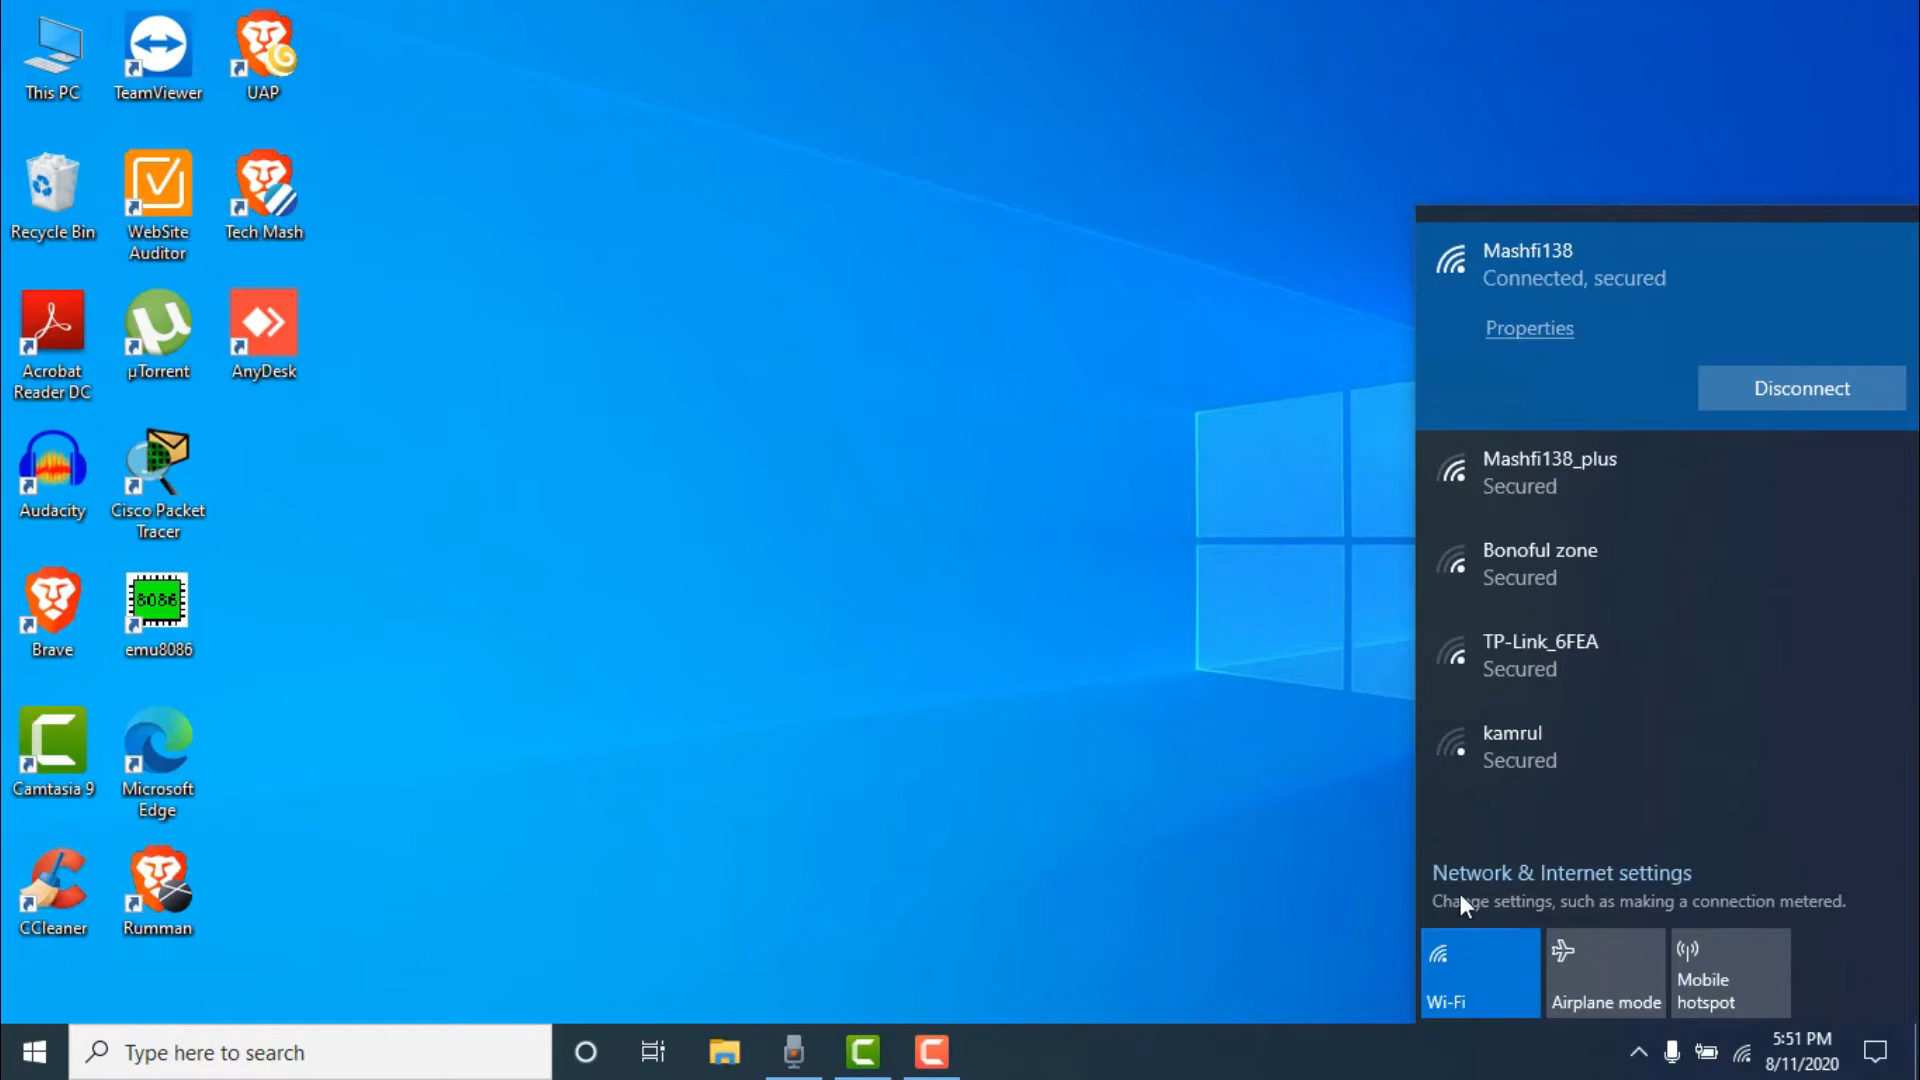 This PC
TeamViewer
UAP
Recycle Bin
WebSite
Auditor
Tech Mash
Acrobat
Reader DC
µTorrent
AnyDesk
Audacity
Cisco Packet
Tracer
Brave
8086
emu8086
Camtasia 9
Microsoft
Edge
CCleaner
Rumman
Mashfi138
Connected, secured
Properties
Disconnect
Mashfi138_plus
Secured
Bonoful zone
Secured
TP-Link_6FEA
Secured
kamrul
Secured
Network & Internet settings
Change settings, such as making a connection metered.
Wi-Fi
Airplane mode
Mobile
hotspot
Type here to search
5:51 PM
8/11/2020